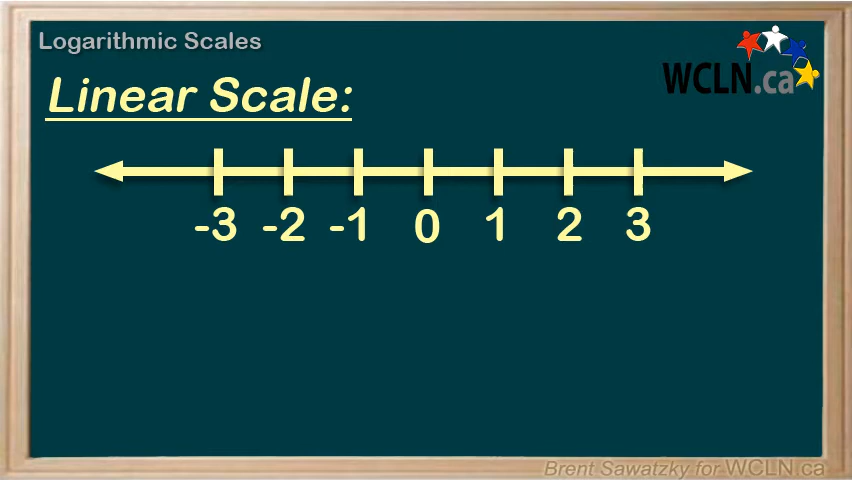 Logarithmic Scales
WCLN.ca
Linear Scale:
-3 -2 -1 0 1 2 3
Brent Sawatzky for WCLN.ca